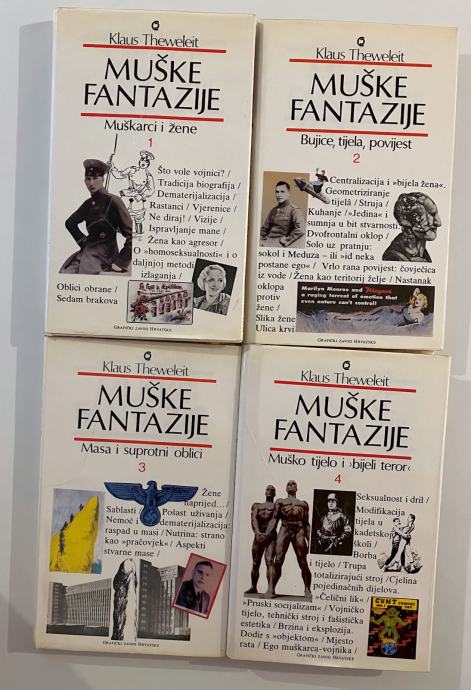 Klaus Theweleit
MUŠKE
FANTAZIJE
Muškarci i žene
1
Što vole vojnici? /
Tradicija biografija /
Dematerijalizacija /
Rastanci / Vjerenice /
Ne diraj! / Vizije /
Ispravljanje mane /
Žena kao agresor /
O »homoseksualnosti« i o
daljnjoj metodi
izlaganja /
Oblici obrane /
Sedam brakova
GRAFIČKI ZAVOD HRVATSKE
Klaus Theweleit
MUŠKE
FANTAZIJE
Bujice, tijela, povijest
2
Centralizacija i »bijela žena«.
Geometriziranje
tijela / Struja /
Kuhanje / »Jedina« i
sumnja u bit stvarnosti.
Dvofrontalni oklop /
Solo uz pratnju:
sokol i Meduza – ili »id neka
postane ego« / Vrlo rana povijest: čovječica
iz vode / Žena kao teritorij želje / Nastanak
oklopa
protiv
žene /
Slika žene
Ulica krvi
Marilyn Monroe and Niagara
a raging torrent of emotion that
even nature can't control!
GRAFIČKI ZAVOD HRVATSKE
Klaus Theweleit
MUŠKE
FANTAZIJE
Masa i suprotni oblici
3
Žene
naprijed... /
Sablasti / Pošast uživanja /
Nemoć i dematerijalizacija:
raspad u masi / Nutrina: strano
kao »pračovjek« / Aspekti
stvarne mase /
GRAFIČKI ZAVOD HRVATSKE
Klaus Theweleit
MUŠKE
FANTAZIJE
Muško tijelo i ›bijeli teror‹
4
Seksualnost i dril /
Modifikacija
tijela u
kadetskoj
školi /
Borba
i tijelo / Trupa
totalizirajući stroj / Cjelina
pojedinačnih dijelova.
»Čelični lik« /
»Pruski socijalizam« / Vojničko
tijelo, tehnički stroj i fašistička
estetika / Brzina i eksplozija.
Dodir s »objektom« / Mjesto
rata / Ego muškarca-vojnika /
CUNT
GRAFIČKI ZAVOD HRVATSKE